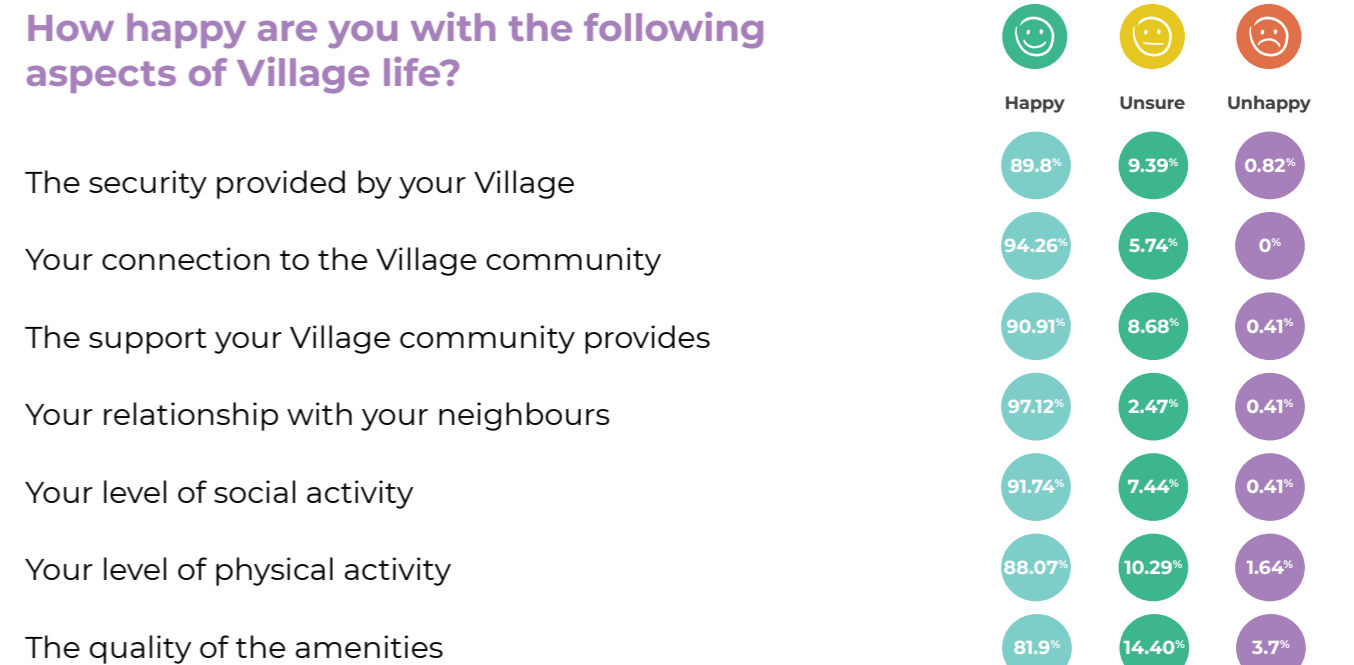 How happy are you with the following
aspects of Village life?
Happy Unsure Unhappy
The security provided by your Village 89.8% 9.39% 0.82%
Your connection to the Village community 94.26% 5.74% 0%
The support your Village community provides 90.91% 8.68% 0.41%
Your relationship with your neighbours 97.12% 2.47% 0.41%
Your level of social activity 91.74% 7.44% 0.41%
Your level of physical activity 88.07% 10.29% 1.64%
The quality of the amenities 81.9% 14.40% 3.7%